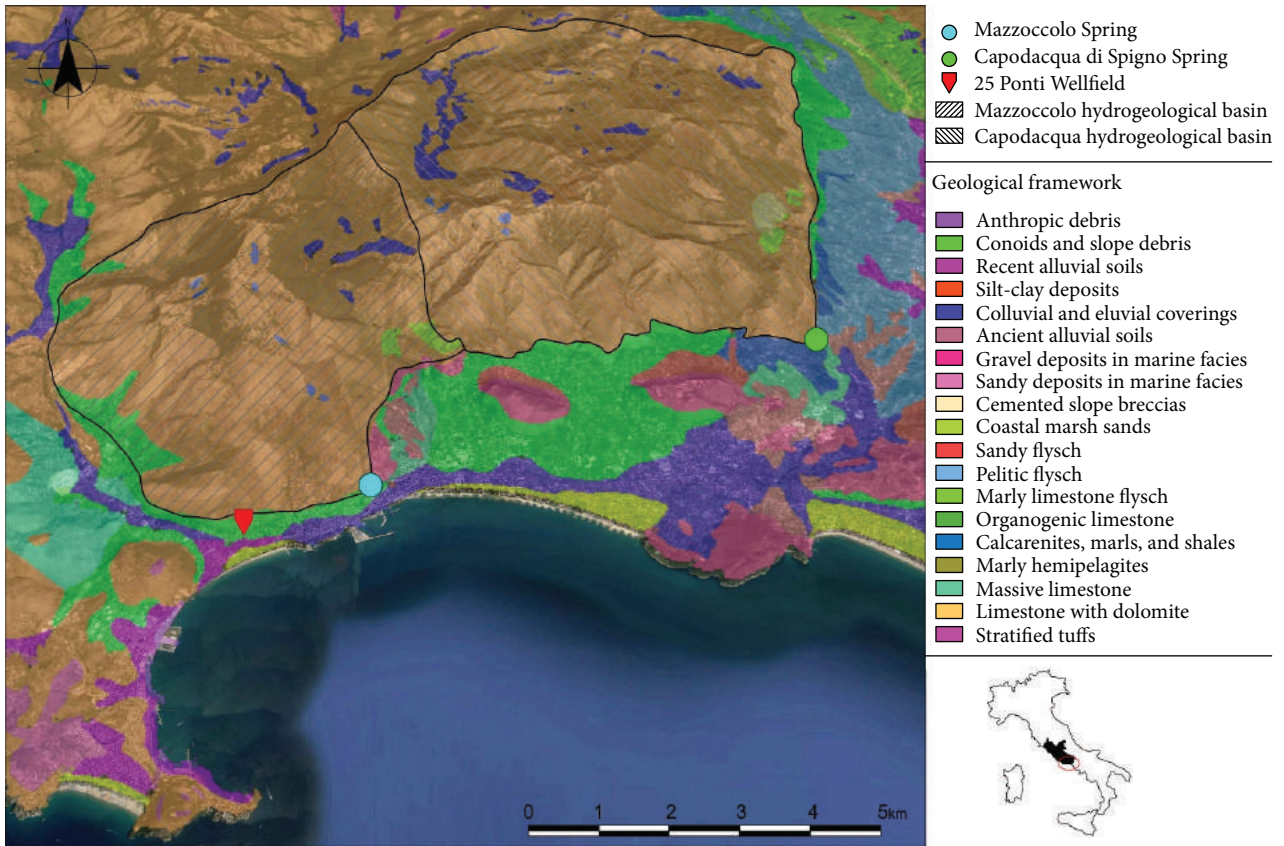 Mazzoccolo Spring
Capodacqua di Spigno Spring
25 Ponti Wellfield
Mazzoccolo hydrogeological basin
Capodacqua hydrogeological basin
Geological framework
Anthropic debris
Conoids and slope debris
Recent alluvial soils
Silt-clay deposits
Colluvial and eluvial coverings
Ancient alluvial soils
Gravel deposits in marine facies
Sandy deposits in marine facies
Cemented slope breccias
Coastal marsh sands
Sandy flysch
Pelitic flysch
Marly limestone flysch
Organogenic limestone
Calcarenites, marls, and shales
Marly hemipelagites
Massive limestone
Limestone with dolomite
Stratified tuffs
0 1 2 3 4 5km